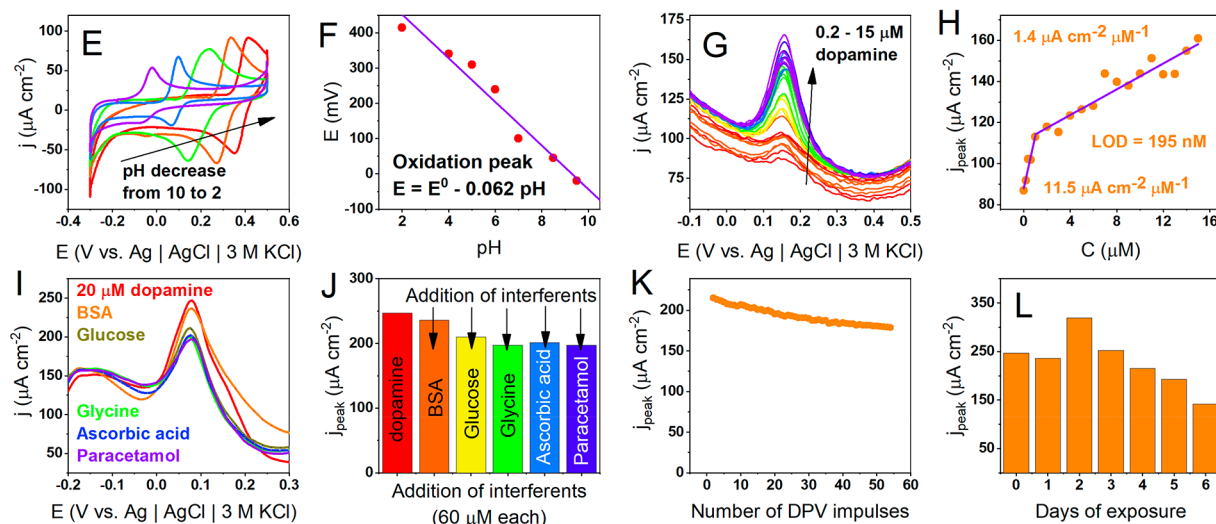 E
j (µA cm⁻²)
100
50
0
-50
-100
pH decrease
from 10 to 2
-0.4 -0.2 0.0 0.2 0.4 0.6
E (V vs. Ag | AgCl | 3 M KCl)
F
E (mV)
400
300
200
100
0
-100
Oxidation peak
E = E⁰ - 0.062 pH
2 4 6 8 10
pH
G
0.2 - 15 µM
dopamine
j (µA cm⁻²)
175
150
125
100
75
-0.1 0.0 0.1 0.2 0.3 0.4 0.5
E (V vs. Ag | AgCl | 3 M KCl)
H
1.4 µA cm⁻² µM⁻¹
j_peak (µA cm⁻²)
160
140
120
100
80
LOD = 195 nM
11.5 µA cm⁻² µM⁻¹
0 4 8 12 16
C (µM)
I
20 µM dopamine
BSA
Glucose
Glycine
Ascorbic acid
Paracetamol
j (µA cm⁻²)
250
200
150
100
50
-0.2 -0.1 0.0 0.1 0.2 0.3
E (V vs. Ag | AgCl | 3 M KCl)
J
Addition of interferents
j_peak (µA cm⁻²)
300
200
100
0
dopamine
BSA
Glucose
Glycine
Ascorbic acid
Paracetamol
Addition of interferents
(60 µM each)
K
j_peak (µA cm⁻²)
200
150
100
50
0
0 10 20 30 40 50 60
Number of DPV impulses
L
j_peak (µA cm⁻²)
350
250
150
50
0 1 2 3 4 5 6
Days of exposure